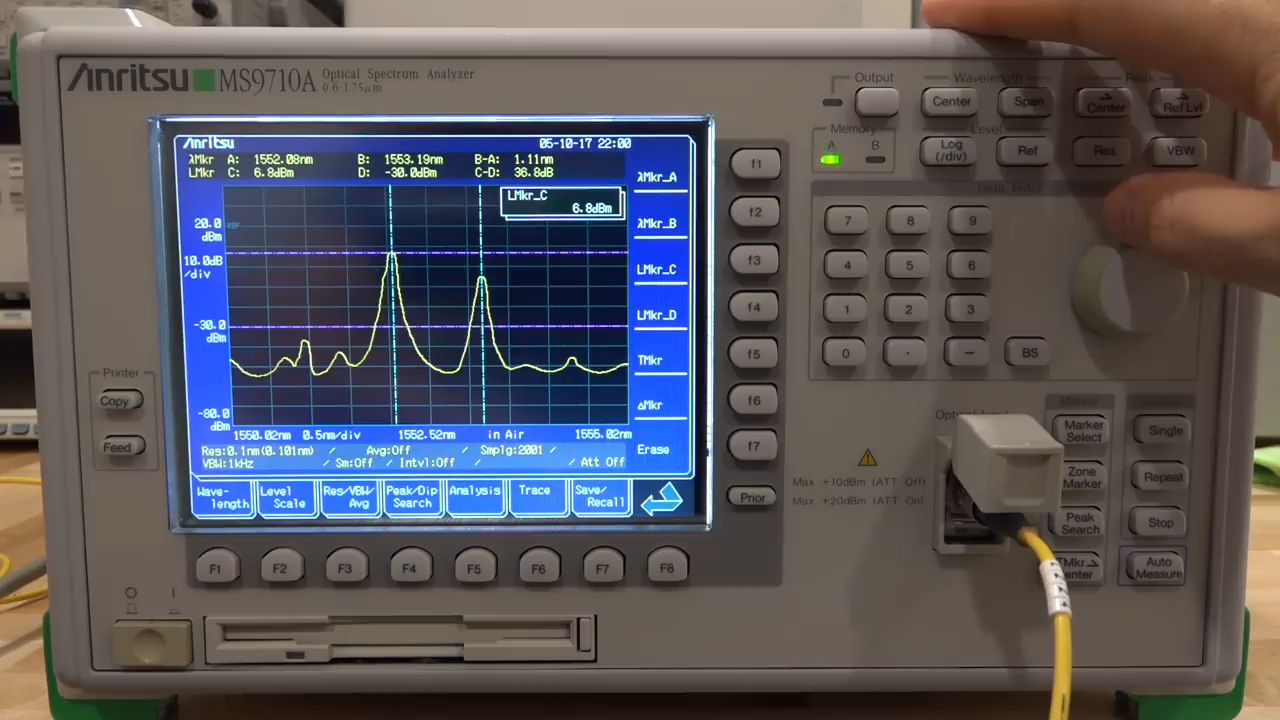 Anritsu MS9710A Optical Spectrum Analyzer
0.6-1.75µm
Anritsu 05-10-17 22:00
λMkr A: 1552.08nm B: 1553.19nm B-A: 1.11nm
LMkr C: 6.8dBm D: -30.0dBm C-D: 36.8dB
LMkr_C
6.8dBm
20.0
dBm
REF
10.0dB
/div
-30.0
dBm
-80.0
dBm
1550.02nm 0.5nm/div 1552.52nm in Air 1555.02nm
Res:0.1nm(0.101nm) / Avg:Off / Smplg:2001 /
VBW:1kHz / Sm:Off / Intvl:Off / / Att Off
λMkr_A
λMkr_B
LMkr_C
LMkr_D
TMkr
ΔMkr
Erase
Wave-
length
Level
Scale
Res/VBW/
Avg
Peak/Dip
Search
Analysis
Trace
Save/
Recall
f1
f2
f3
f4
f5
f6
f7
Prior
F1 F2 F3 F4 F5 F6 F7 F8
Printer
Copy
Feed
O I
Output
Wavelength
Center Span
Peak
→
Center
→
Ref Lvl
Memory
A B
Level
Log
(/div)
Ref Res VBW
Data Entry
7 8 9
4 5 6
1 2 3
0 · − BS
Optical Input
Max +10dBm (ATT Off)
Max +20dBm (ATT On)
Marker
Marker
Select
Zone
Marker
Peak
Search
Single
Repeat
Stop
Auto
Measure